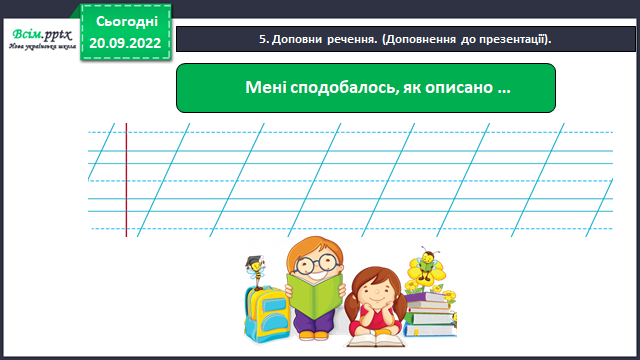 Всім.pptx
Нова українська школа
Сьогодні
20.09.2022
5. Доповни речення. (Доповнення до презентації).
Мені сподобалось, як описано ...